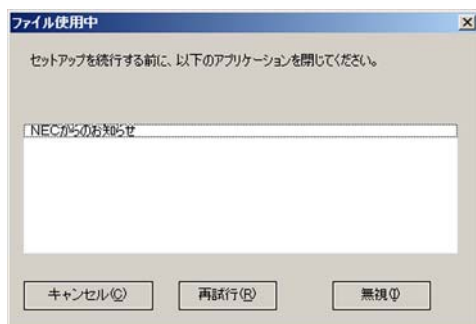 ファイル使用中
セットアップを続行する前に、以下のアプリケーションを閉じてください。
NECからのお知らせ
キャンセル(C)
再試行(R)
無視(I)